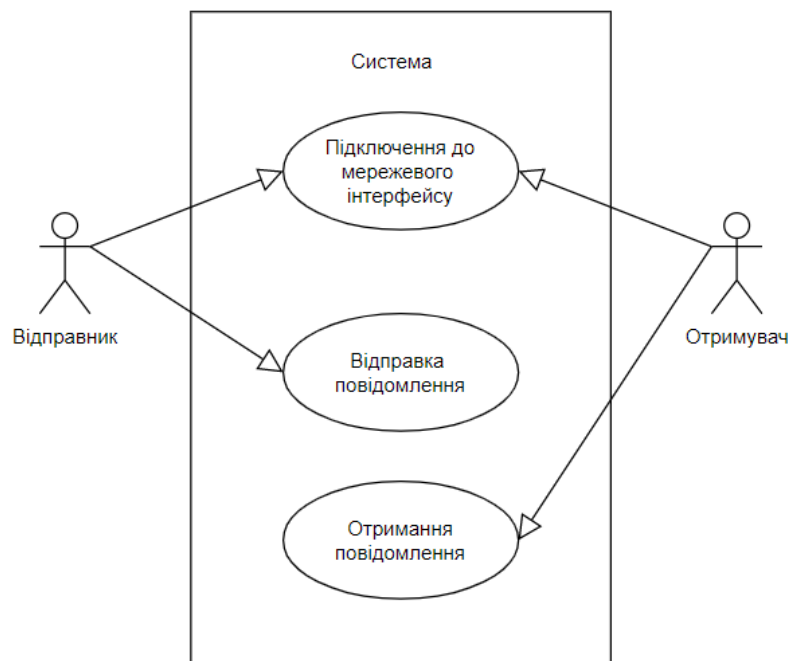 Система
Підключення до
мережевого
інтерфейсу
Відправник
Отримувач
Відправка
повідомлення
Отримання
повідомлення